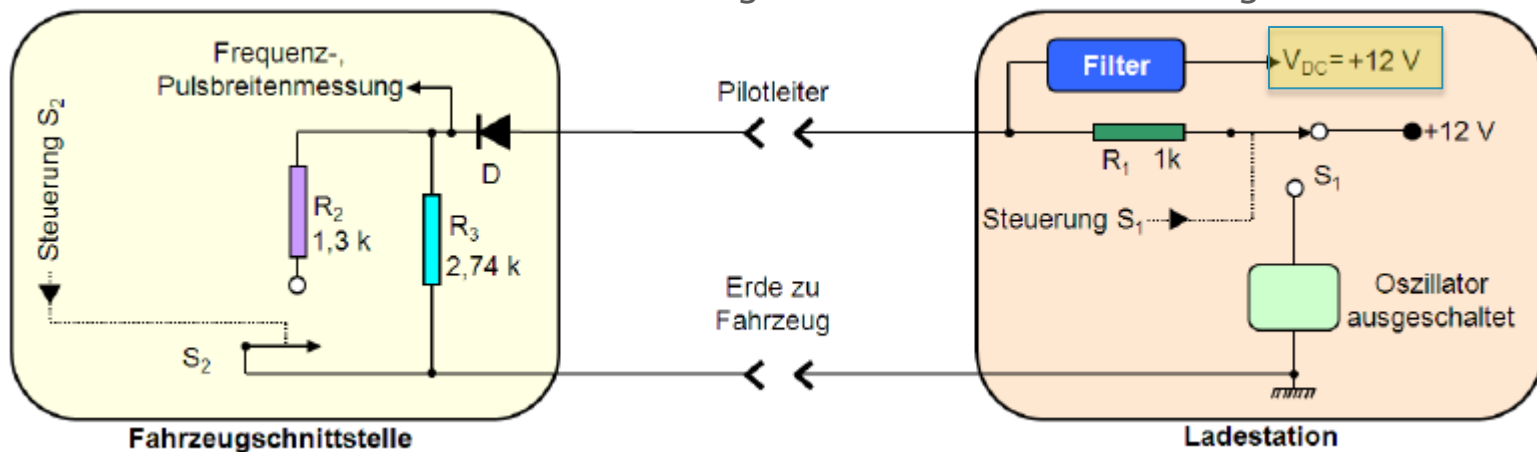 Frequenz-,
Pulsbreitenmessung
Steuerung S2
R2
1,3 k
R3
2,74 k
D
S2
Fahrzeugschnittstelle
Pilotleiter
Erde zu
Fahrzeug
Filter
VDC= +12 V
R1 1k
+12 V
S1
Steuerung S1
Oszillator
ausgeschaltet
Ladestation